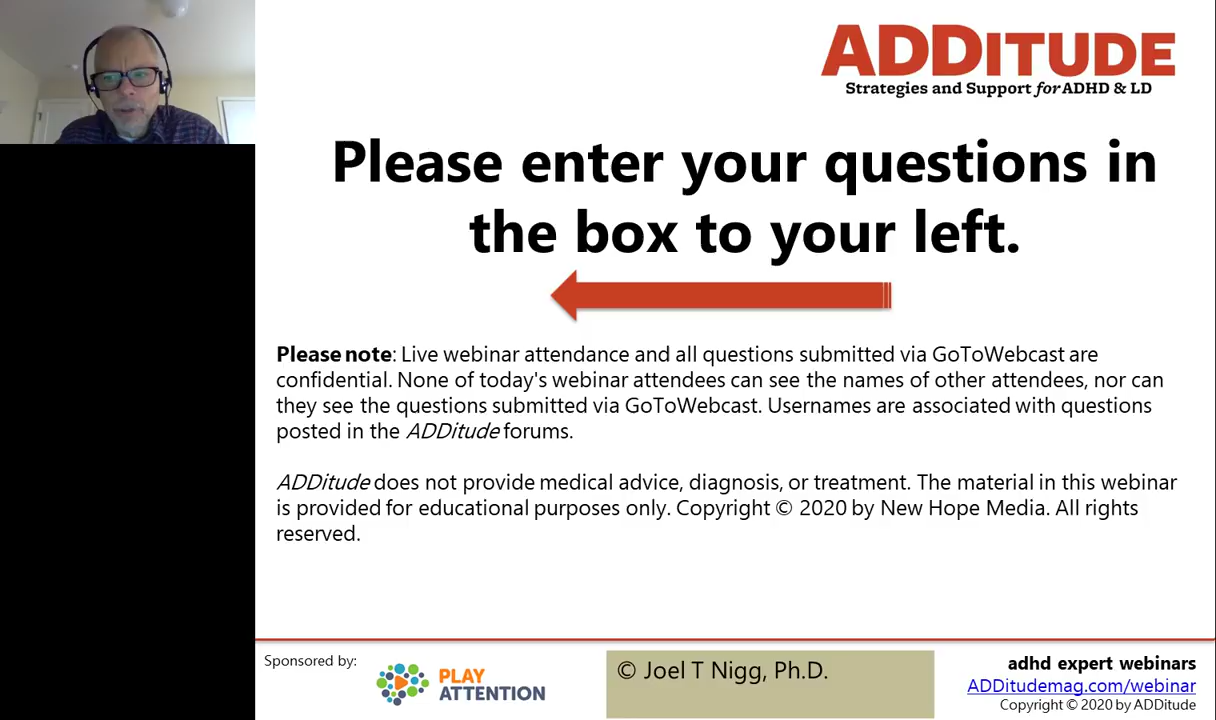 ADDITUDE
Strategies and Support for ADHD & LD
Please enter your questions in
the box to your left.
Please note: Live webinar attendance and all questions submitted via GoToWebcast are
confidential. None of today's webinar attendees can see the names of other attendees, nor can
they see the questions submitted via GoToWebcast. Usernames are associated with questions
posted in the ADDitude forums.
ADDitude does not provide medical advice, diagnosis, or treatment. The material in this webinar
is provided for educational purposes only. Copyright © 2020 by New Hope Media. All rights
reserved.
Sponsored by:
PLAY
ATTENTION
© Joel T Nigg, Ph.D.
adhd expert webinars
ADDitudemag.com/webinar
Copyright © 2020 by ADDitude